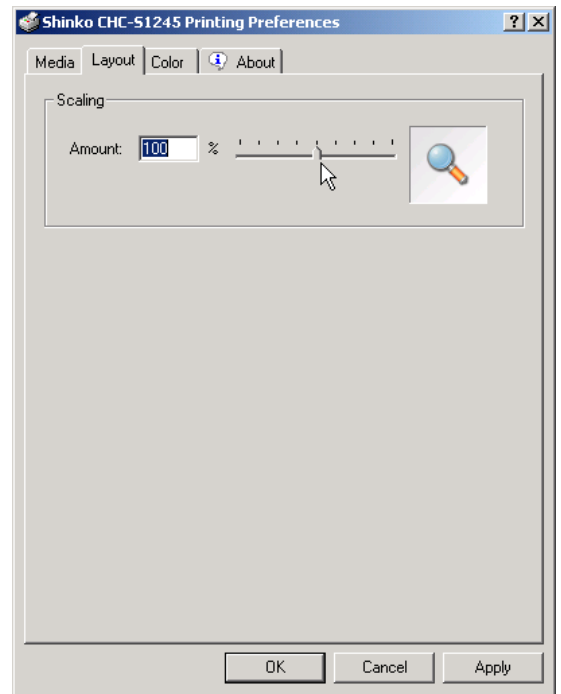 Shinko CHC-S1245 Printing Preferences
Media Layout Color About
Scaling
Amount: 100 %
OK Cancel Apply